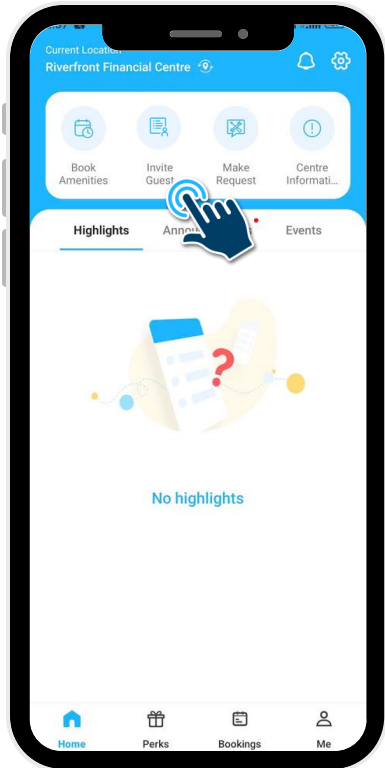 Current Location
Riverfront Financial Centre
Book
Amenities
Invite
Guest
Make
Request
Centre
Informati...
Highlights
Events
No highlights
Home
Perks
Bookings
Me